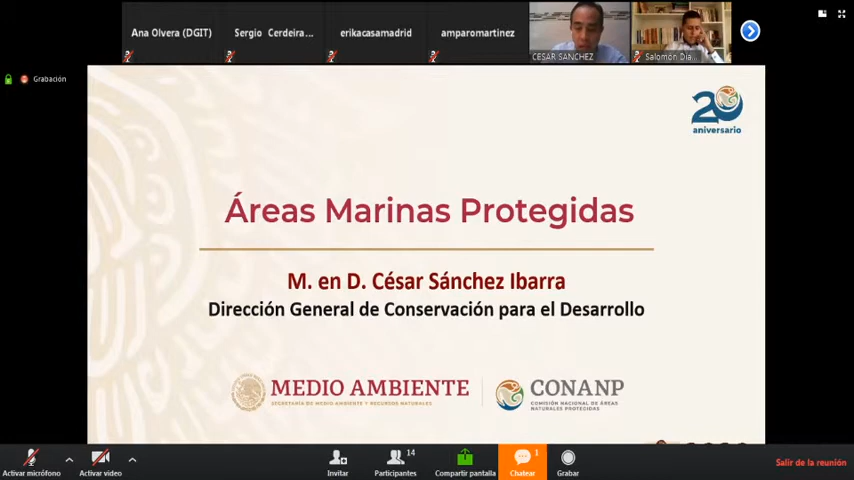 Ana Olvera (DGIT)
Sergio Cerdeira...
erikacasamadrid
amparomartinez
CESAR SANCHEZ
Salomón Día...
Grabación
20
aniversario
Áreas Marinas Protegidas
M. en D. César Sánchez Ibarra
Dirección General de Conservación para el Desarrollo
MEDIO AMBIENTE
SECRETARÍA DE MEDIO AMBIENTE Y RECURSOS NATURALES
CONANP
COMISIÓN NACIONAL DE ÁREAS
NATURALES PROTEGIDAS
14
1
Activar micrófono
Activar video
Invitar
Participantes
Compartir pantalla
Chatear
Grabar
Salir de la reunión